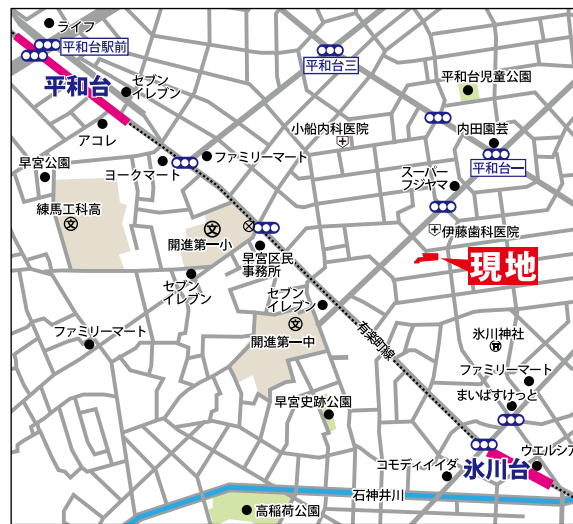 ライフ
平和台駅前
平和台
セブン
イレブン
アコレ
平和台三
平和台児童公園
小船内科医院
内田園芸
平和台一
早宮公園
ヨークマート
ファミリーマート
スーパー
フジヤマ
練馬工科高
文
文
開進第一小
早宮区民
事務所
伊藤歯科医院
現地
セブン
イレブン
セブン
イレブン
文
開進第一中
有楽町線
氷川神社
ファミリーマート
ファミリーマート
まいばすけっと
早宮史跡公園
コモディイイダ
氷川台
ウエルシア
石神井川
高稲荷公園